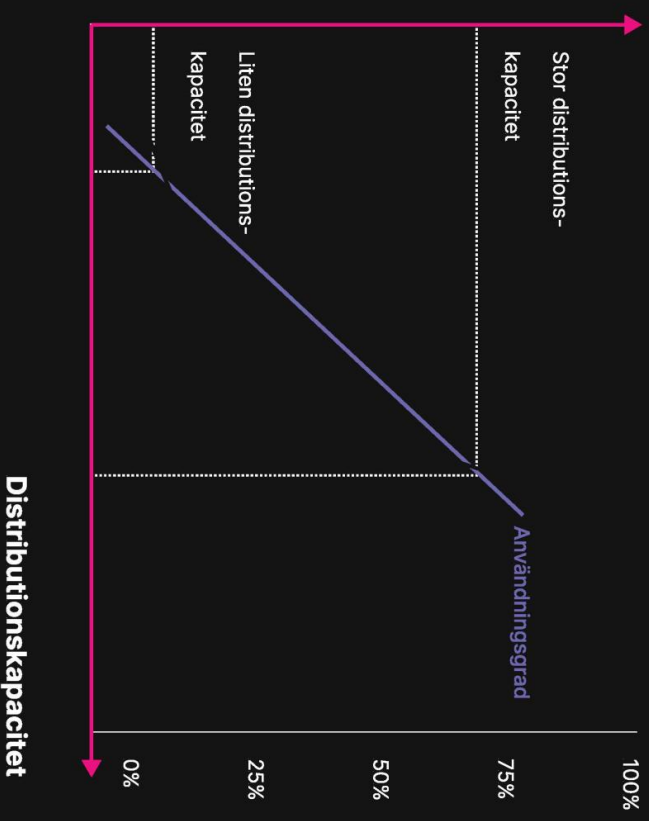 Stor distributions-
kapacitet
Liten distributions-
kapacitet
Användningsgrad
100%
75%
50%
25%
0%
Distributionskapacitet